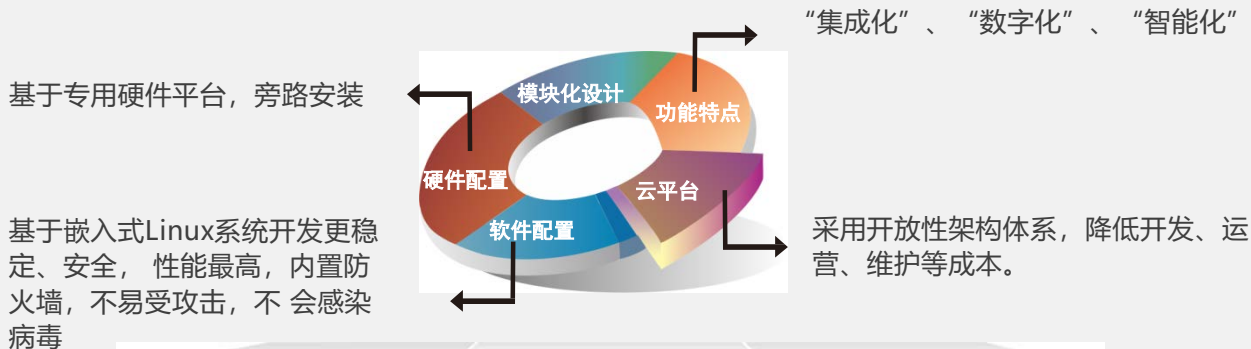 “集成化”、“数字化”、“智能化”
基于专用硬件平台，旁路安装
模块化设计
功能特点
硬件配置
云平台
软件配置
基于嵌入式Linux系统开发更稳
定、安全， 性能最高，内置防
火墙，不易受攻击，不 会感染
病毒
采用开放性架构体系，降低开发、运
营、维护等成本。